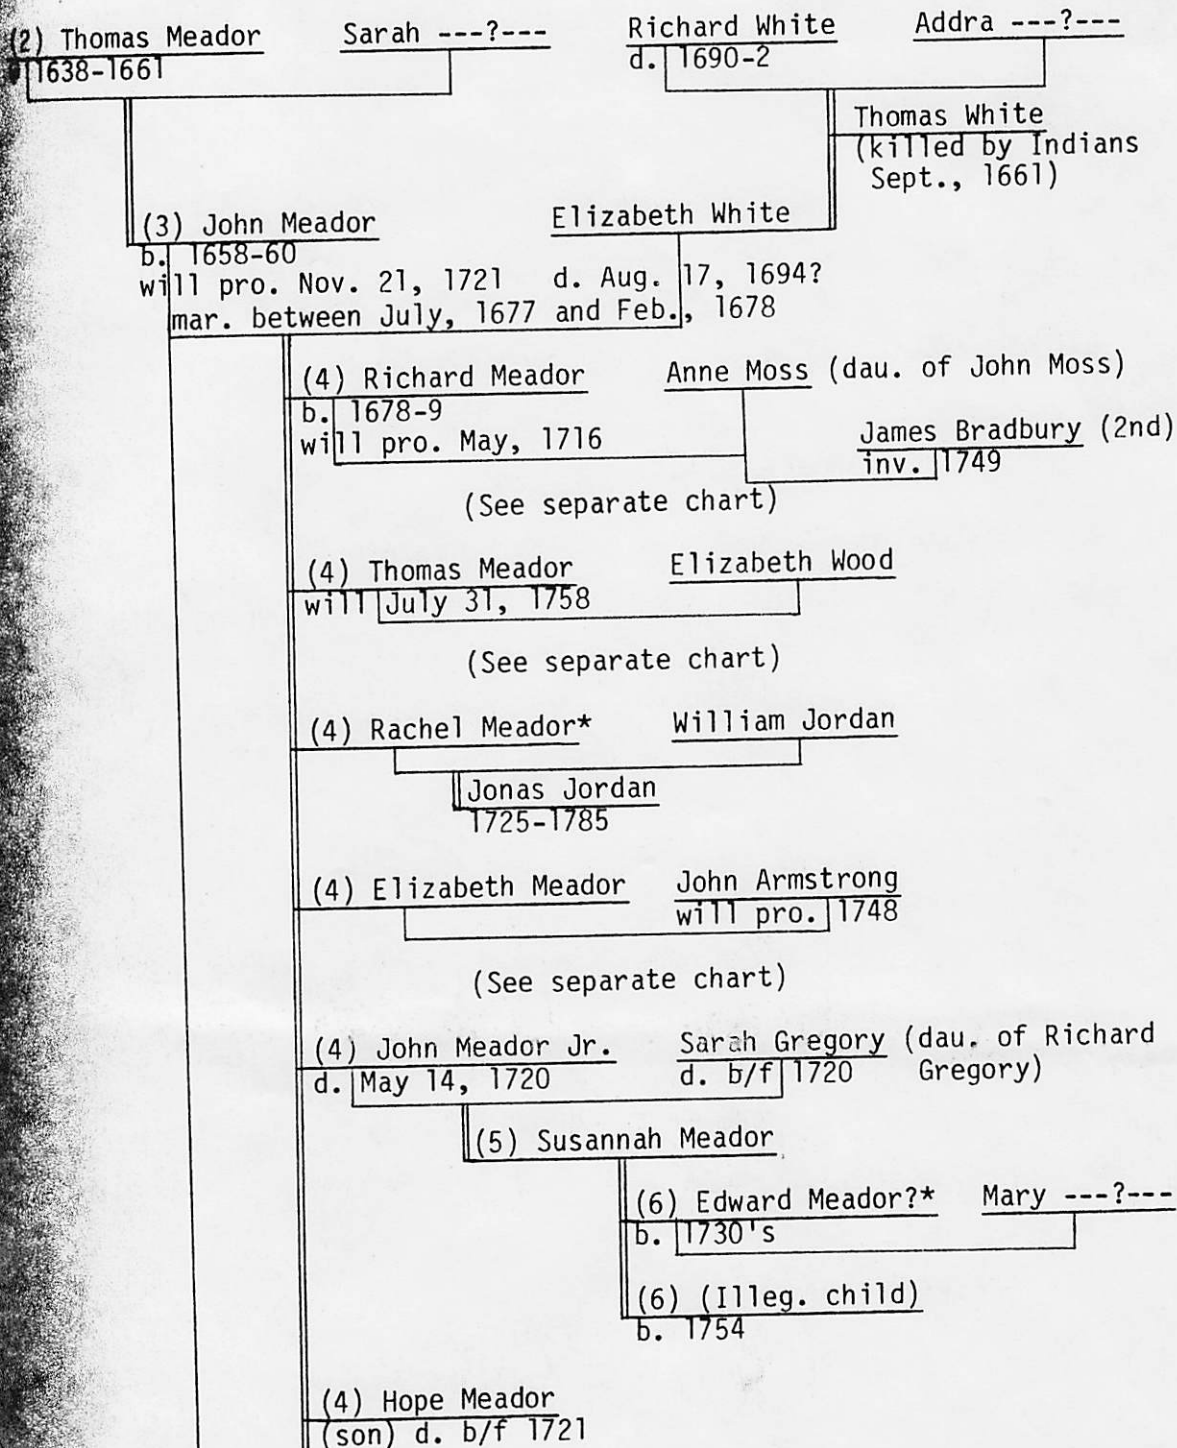 (2) Thomas Meador Sarah ---?--- Richard White Addra ---?---
1638-1661 d. 1690-2
Thomas White
(killed by Indians
Sept., 1661)
(3) John Meador Elizabeth White
b. 1658-60
will pro. Nov. 21, 1721 d. Aug. 17, 1694?
mar. between July, 1677 and Feb., 1678
(4) Richard Meador Anne Moss (dau. of John Moss)
b. 1678-9
will pro. May, 1716 James Bradbury (2nd)
inv. 1749
(See separate chart)
(4) Thomas Meador Elizabeth Wood
will July 31, 1758
(See separate chart)
(4) Rachel Meador* William Jordan
Jonas Jordan
1725-1785
(4) Elizabeth Meador John Armstrong
will pro. 1748
(See separate chart)
(4) John Meador Jr. Sarah Gregory (dau. of Richard
d. May 14, 1720 d. b/f 1720 Gregory)
(5) Susannah Meador
(6) Edward Meador?* Mary ---?---
b. 1730's
(6) (Illeg. child)
b. 1754
(4) Hope Meador
(son) d. b/f 1721